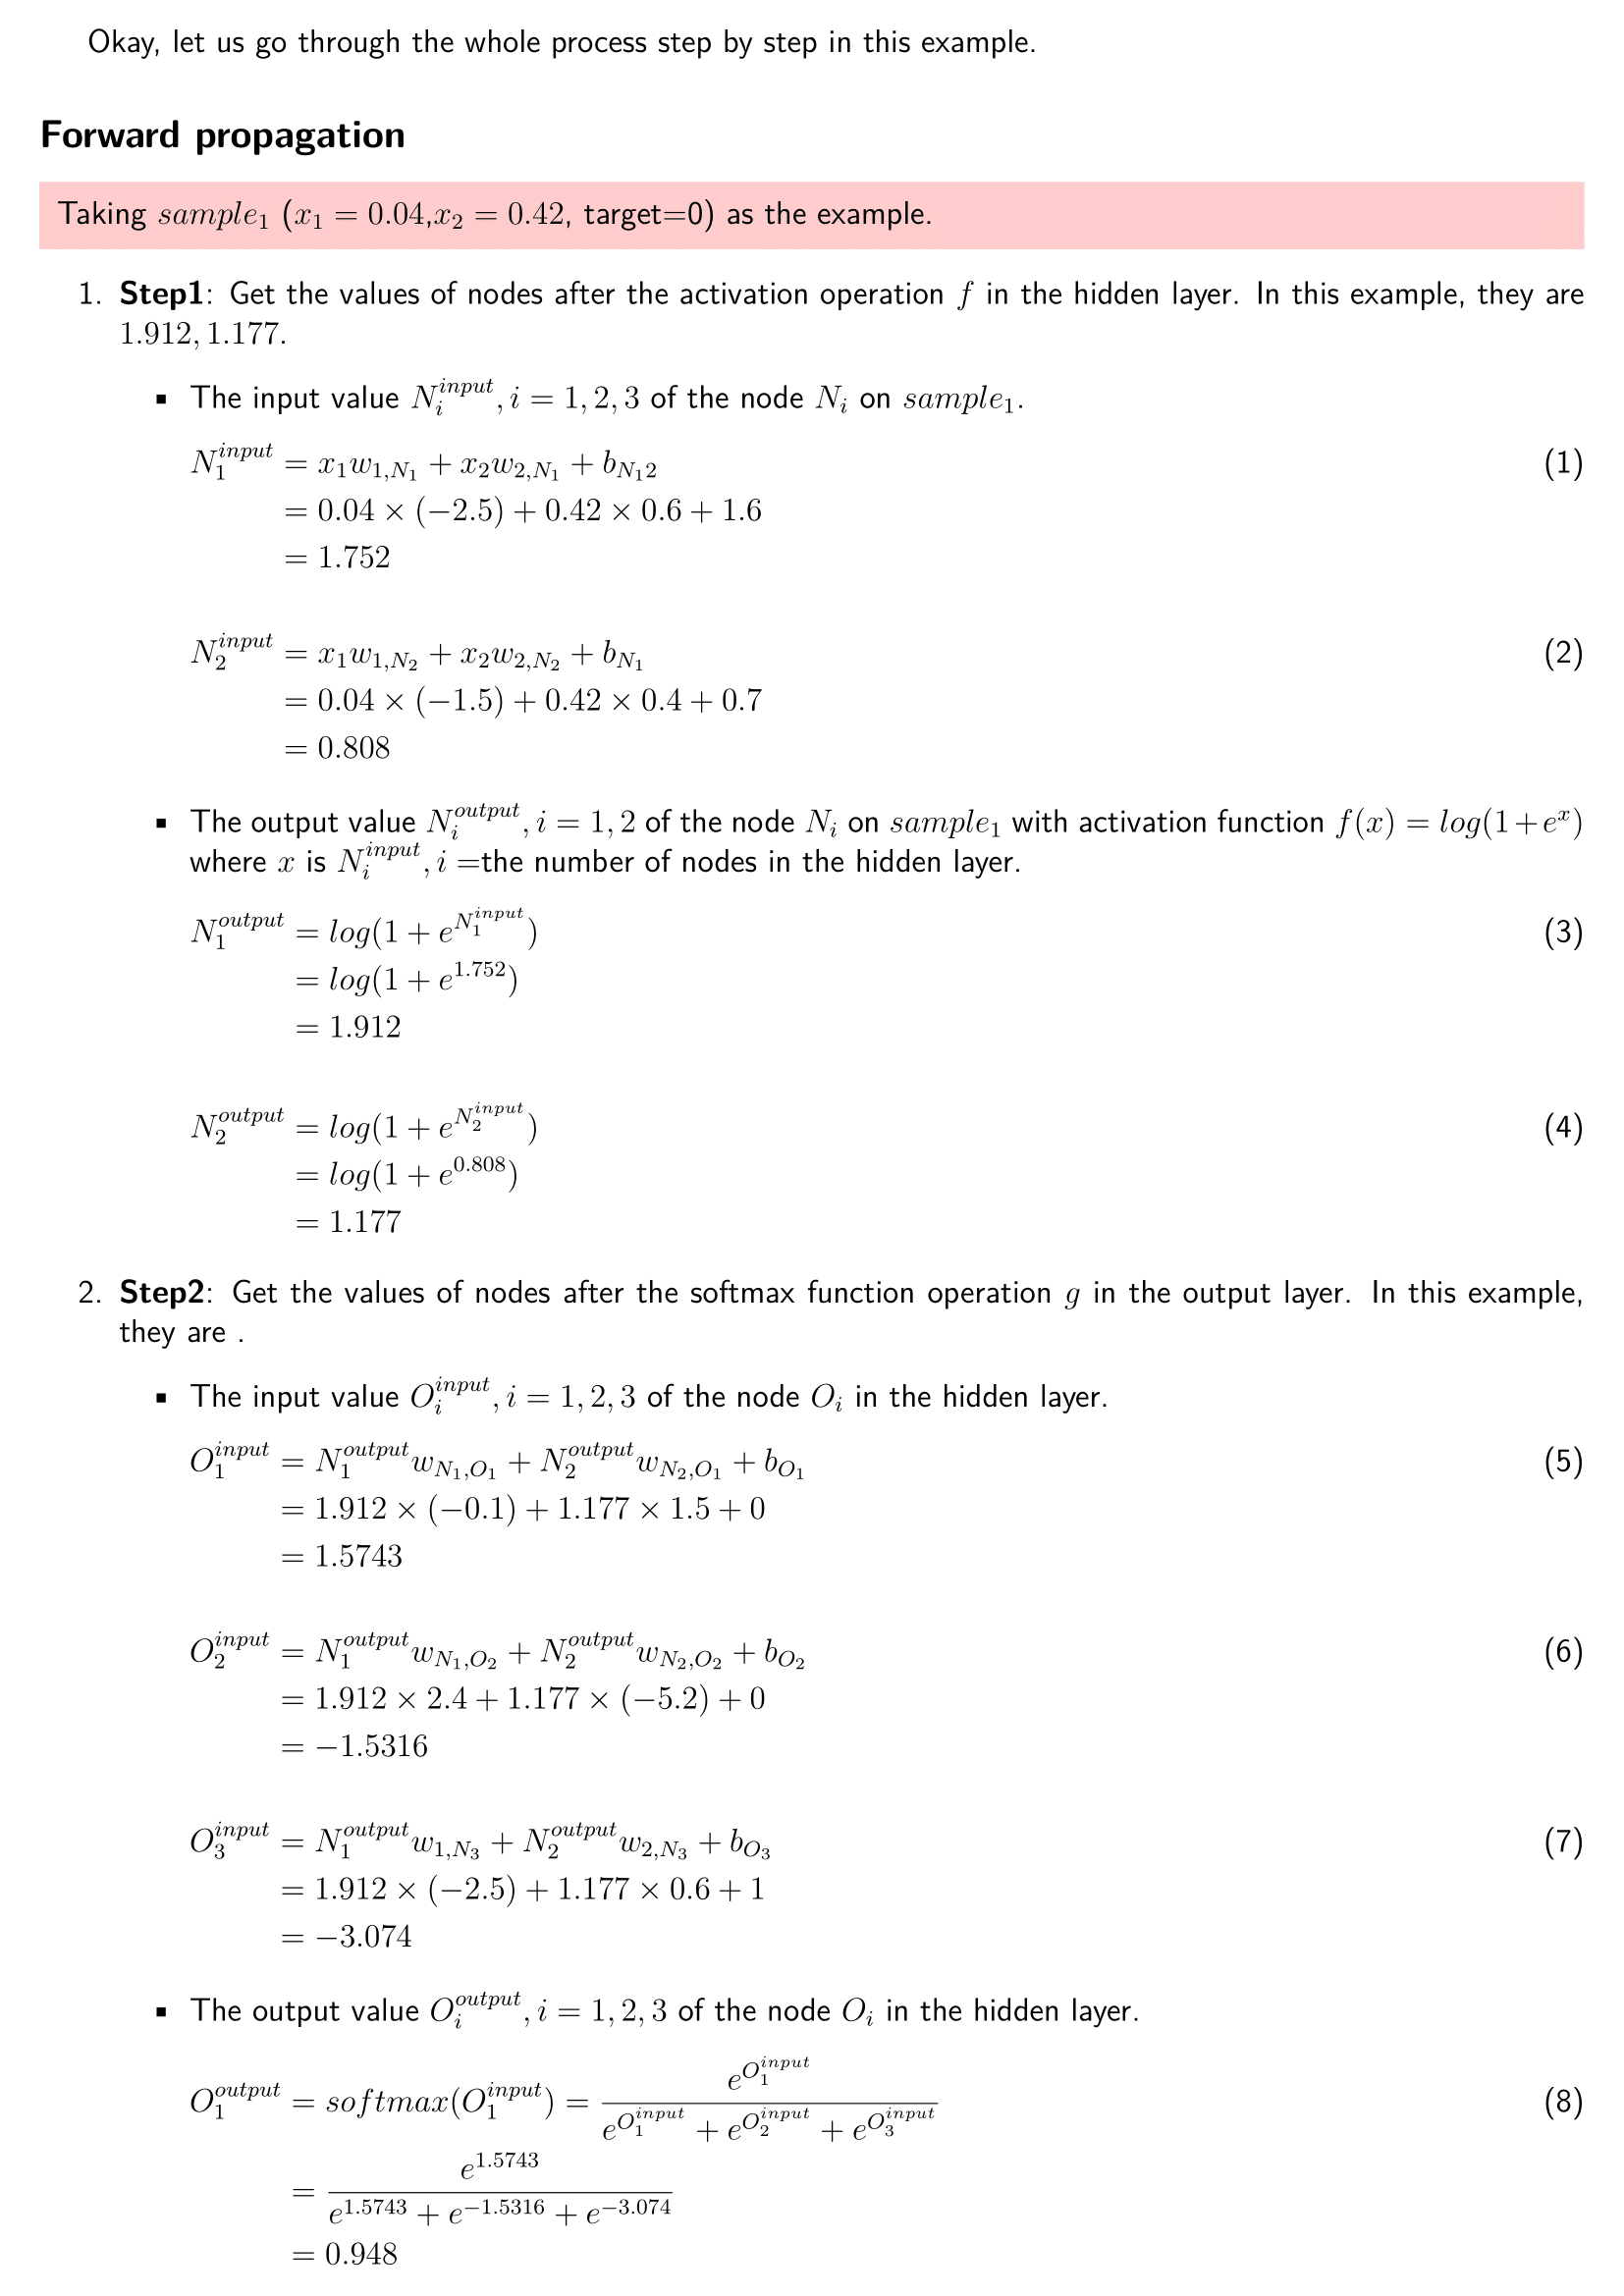 Okay, let us go through the whole process step by step in this example.
Forward propagation
Taking $sample_1$ ($x_1 = 0.04$,$x_2 = 0.42$, target=0) as the example.
1. Step1: Get the values of nodes after the activation operation $f$ in the hidden layer. In this example, they are
$1.912, 1.177$.
▪ The input value $N_i^{input}, i = 1, 2, 3$ of the node $N_i$ on $sample_1$.
$N_1^{input} = x_1 w_{1,N_1} + x_2 w_{2,N_1} + b_{N_1 2}$ (1)
$= 0.04 \times (-2.5) + 0.42 \times 0.6 + 1.6$
$= 1.752$
$N_2^{input} = x_1 w_{1,N_2} + x_2 w_{2,N_2} + b_{N_1}$ (2)
$= 0.04 \times (-1.5) + 0.42 \times 0.4 + 0.7$
$= 0.808$
▪ The output value $N_i^{output}, i = 1, 2$ of the node $N_i$ on $sample_1$ with activation function $f(x) = log(1+e^x)$
where $x$ is $N_i^{input}, i$ =the number of nodes in the hidden layer.
$N_1^{output} = log(1 + e^{N_1^{input}})$ (3)
$= log(1 + e^{1.752})$
$= 1.912$
$N_2^{output} = log(1 + e^{N_2^{input}})$ (4)
$= log(1 + e^{0.808})$
$= 1.177$
2. Step2: Get the values of nodes after the softmax function operation $g$ in the output layer. In this example,
they are .
▪ The input value $O_i^{input}, i = 1, 2, 3$ of the node $O_i$ in the hidden layer.
$O_1^{input} = N_1^{output} w_{N_1,O_1} + N_2^{output} w_{N_2,O_1} + b_{O_1}$ (5)
$= 1.912 \times (-0.1) + 1.177 \times 1.5 + 0$
$= 1.5743$
$O_2^{input} = N_1^{output} w_{N_1,O_2} + N_2^{output} w_{N_2,O_2} + b_{O_2}$ (6)
$= 1.912 \times 2.4 + 1.177 \times (-5.2) + 0$
$= -1.5316$
$O_3^{input} = N_1^{output} w_{1,N_3} + N_2^{output} w_{2,N_3} + b_{O_3}$ (7)
$= 1.912 \times (-2.5) + 1.177 \times 0.6 + 1$
$= -3.074$
▪ The output value $O_i^{output}, i = 1, 2, 3$ of the node $O_i$ in the hidden layer.
$O_1^{output} = softmax(O_1^{input}) = \frac{e^{O_1^{input}}}{e^{O_1^{input}} + e^{O_2^{input}} + e^{O_3^{input}}}$ (8)
$= \frac{e^{1.5743}}{e^{1.5743} + e^{-1.5316} + e^{-3.074}}$
$= 0.948$